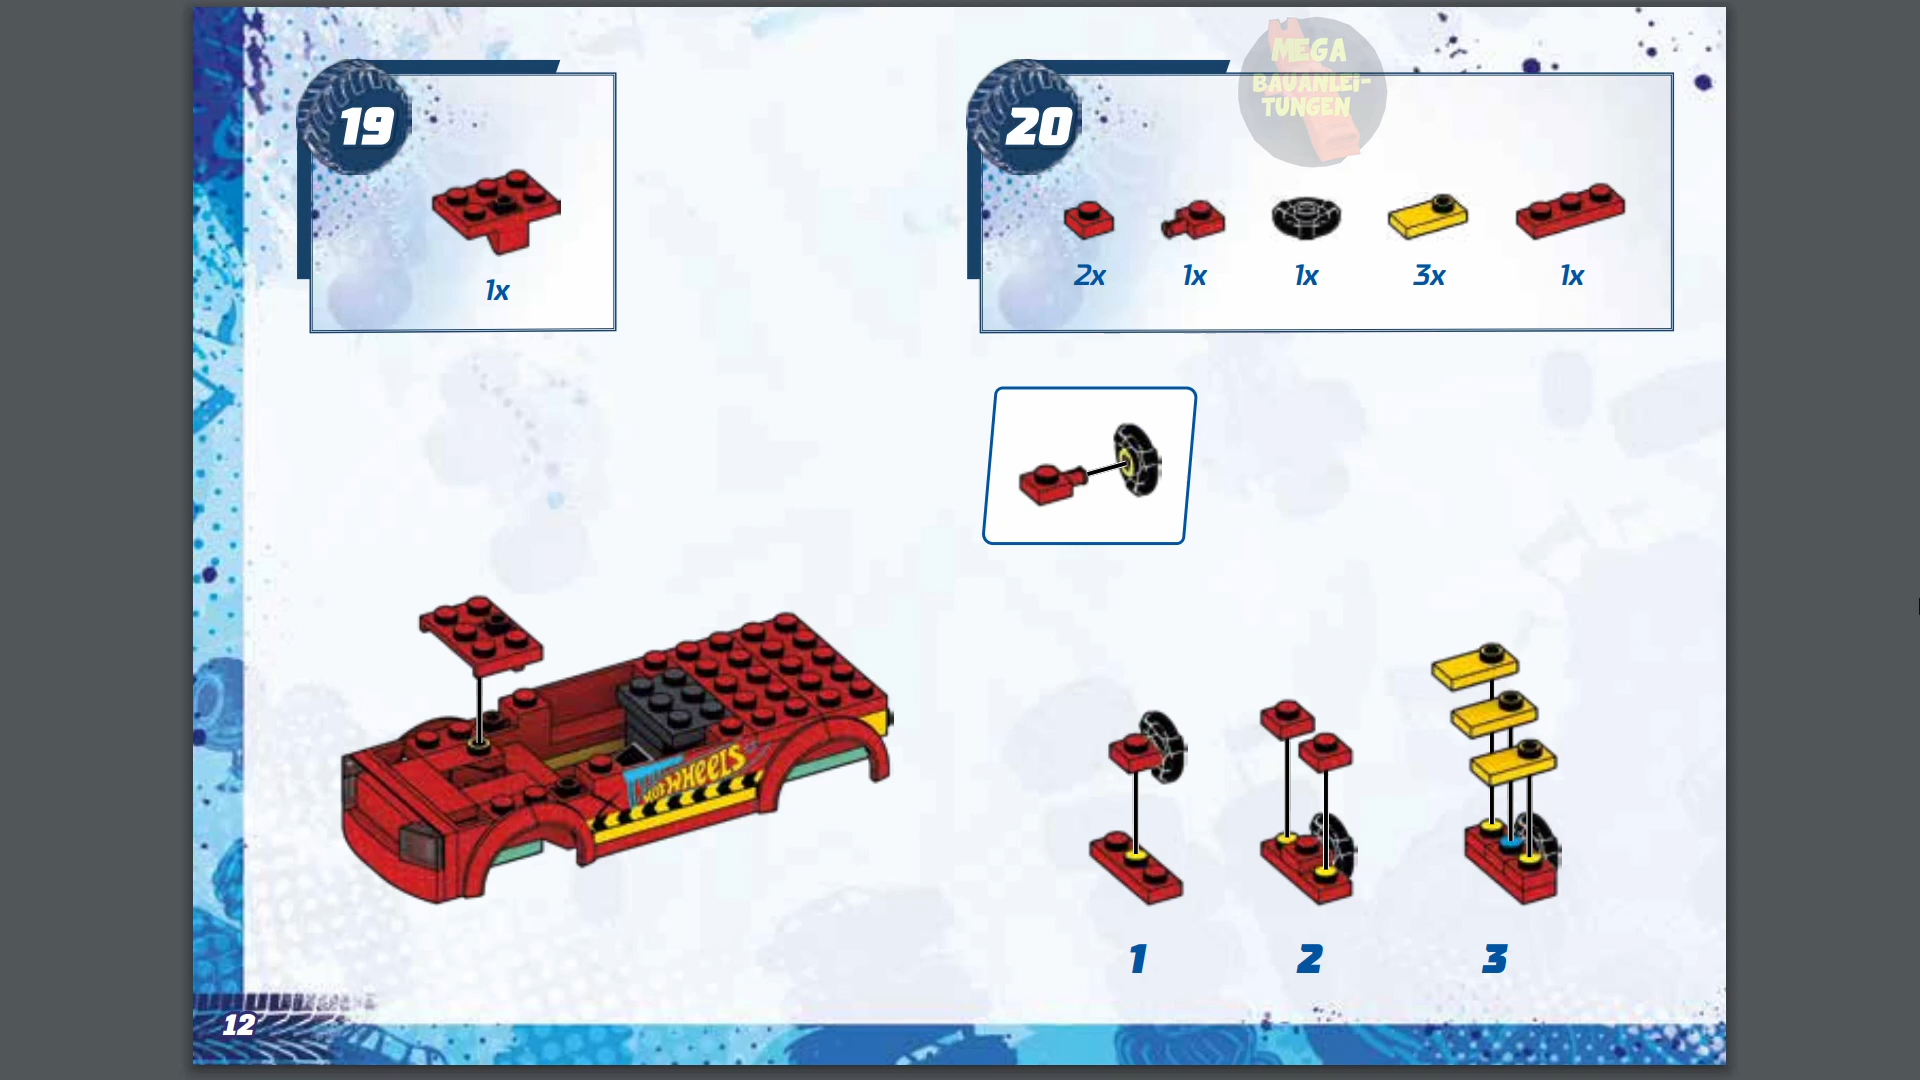 MEGA
BAUANLEI-
TUNGEN
19
1x
20
2x
1x
1x
3x
1x
HOT WHEELS
1
2
3
12